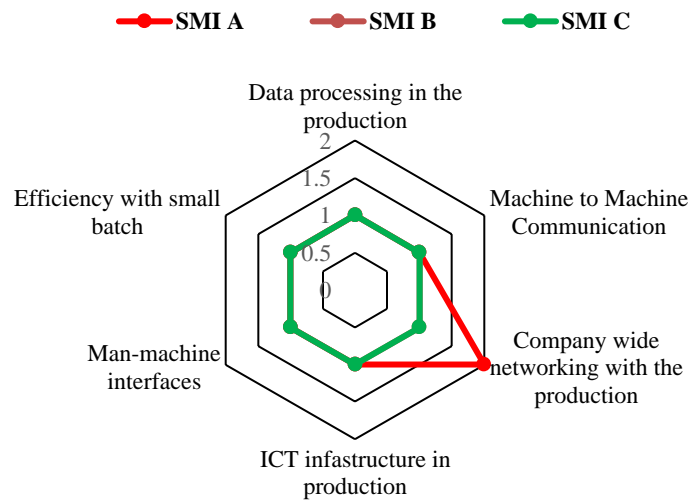 SMI A SMI B SMI C
Data processing in the
production
2
1.5
1
0.5
0
Efficiency with small
batch
Machine to Machine
Communication
Man-machine
interfaces
Company wide
networking with the
production
ICT infastructure in
production